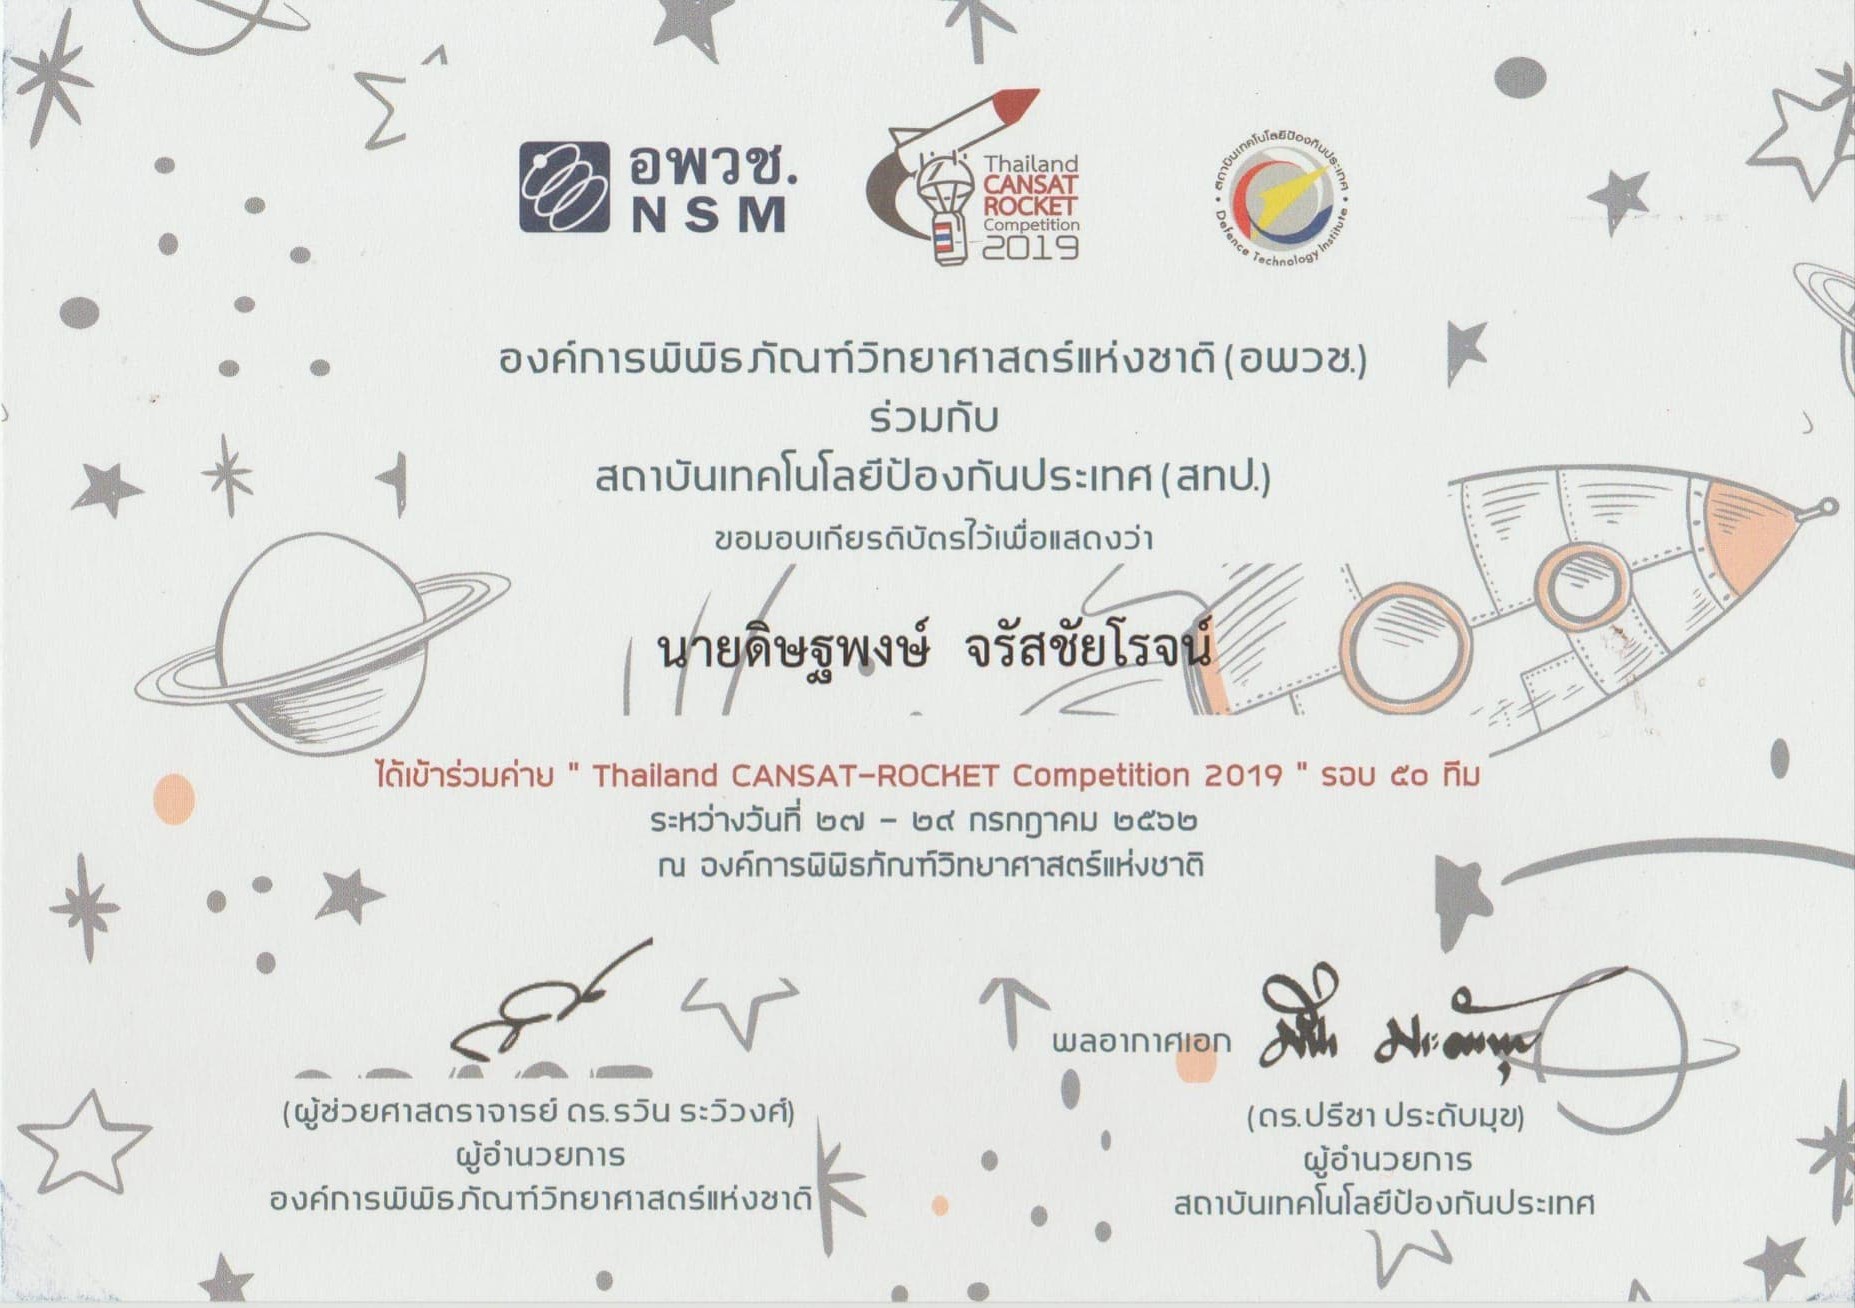 อพวช.
NSM
Thailand
CANSAT
ROCKET
Competition
2019
สถาบันเทคโนโลยีป้องกันประเทศ
Defence Technology Institute
องค์การพิพิธภัณฑ์วิทยาศาสตร์แห่งชาติ (อพวช.)
ร่วมกับ
สถาบันเทคโนโลยีป้องกันประเทศ (สทป.)
ขอมอบเกียรติบัตรไว้เพื่อแสดงว่า
นายดิษฐพงษ์ จรัสชัยโรจน์
ได้เข้าร่วมค่าย " Thailand CANSAT-ROCKET Competition 2019 " รอบ ๕๐ ทีม
ระหว่างวันที่ ๒๗ - ๒๙ กรกฎาคม ๒๕๖๒
ณ องค์การพิพิธภัณฑ์วิทยาศาสตร์แห่งชาติ
พลอากาศเอก
(ผู้ช่วยศาสตราจารย์ ดร.รวิน ระวิวงศ์)
ผู้อำนวยการ
องค์การพิพิธภัณฑ์วิทยาศาสตร์แห่งชาติ
(ดร.ปรีชา ประดับมุข)
ผู้อำนวยการ
สถาบันเทคโนโลยีป้องกันประเทศ